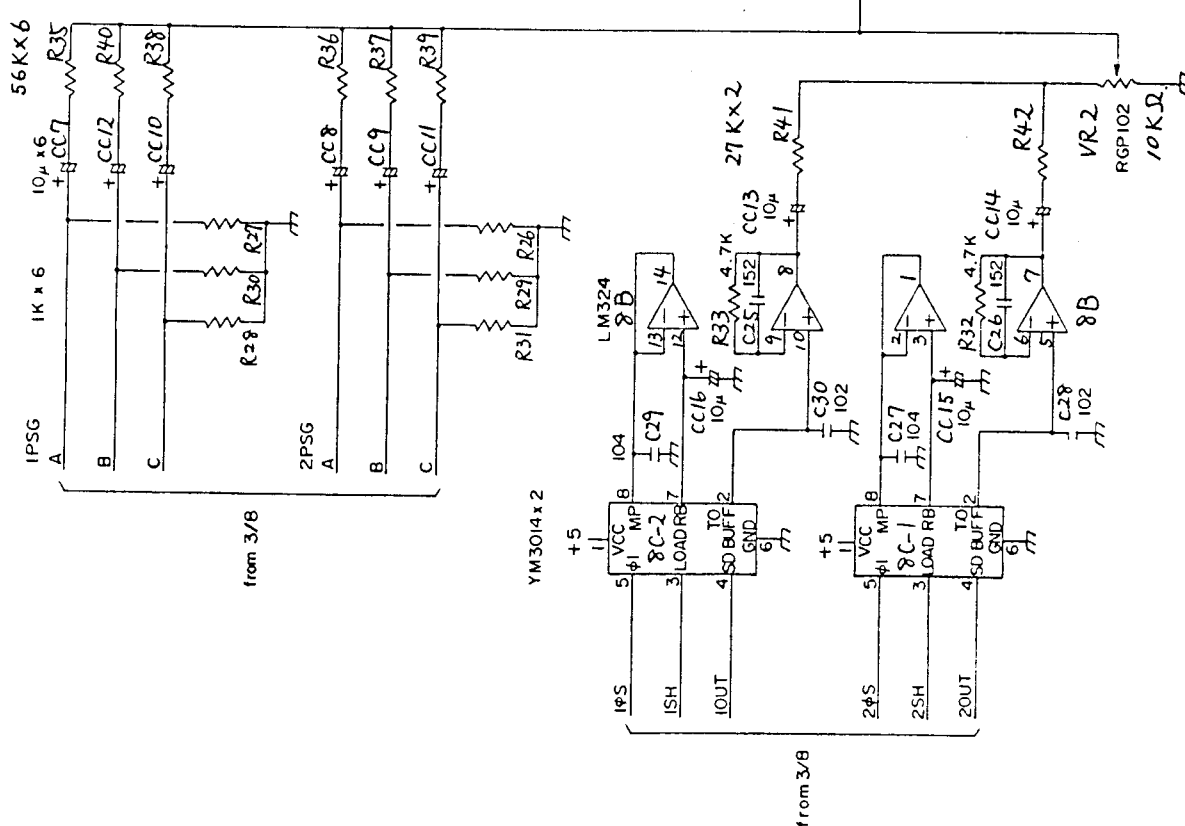 56K×6
R35
R40
R38
10μ×6
CC7
+
CC12
+
CC10
+
1K × 6
R27
R30
R28
1PSG
A
B
C
R36
R37
R39
CC8
+
CC9
+
CC11
+
R26
R29
R31
2PSG
A
B
C
from 3/8
YM3014×2
+5
1
VCC
5
φ1
MP
8
8C-2
3
LOAD
RB
7
TO
4
SD
BUFF
2
GND
6
1φS
1SH
1OUT
104
C29
CC16
+
10μ
C30
102
LM324
8B
13
12
14
−
+
R33
4.7K
C25
152
9
10
8
−
+
CC13
10μ
+
27K×2
R41
+5
1
VCC
5
φ1
MP
8
8C-1
3
LOAD
RB
7
TO
4
SD
BUFF
2
GND
6
2φS
2SH
2OUT
from 3/8
C27
104
CC15
+
10μ
C28
102
2
3
1
−
+
R32
4.7K
C26
152
6
5
7
−
+
8B
CC14
10μ
+
R42
VR2
RGP102
10KΩ